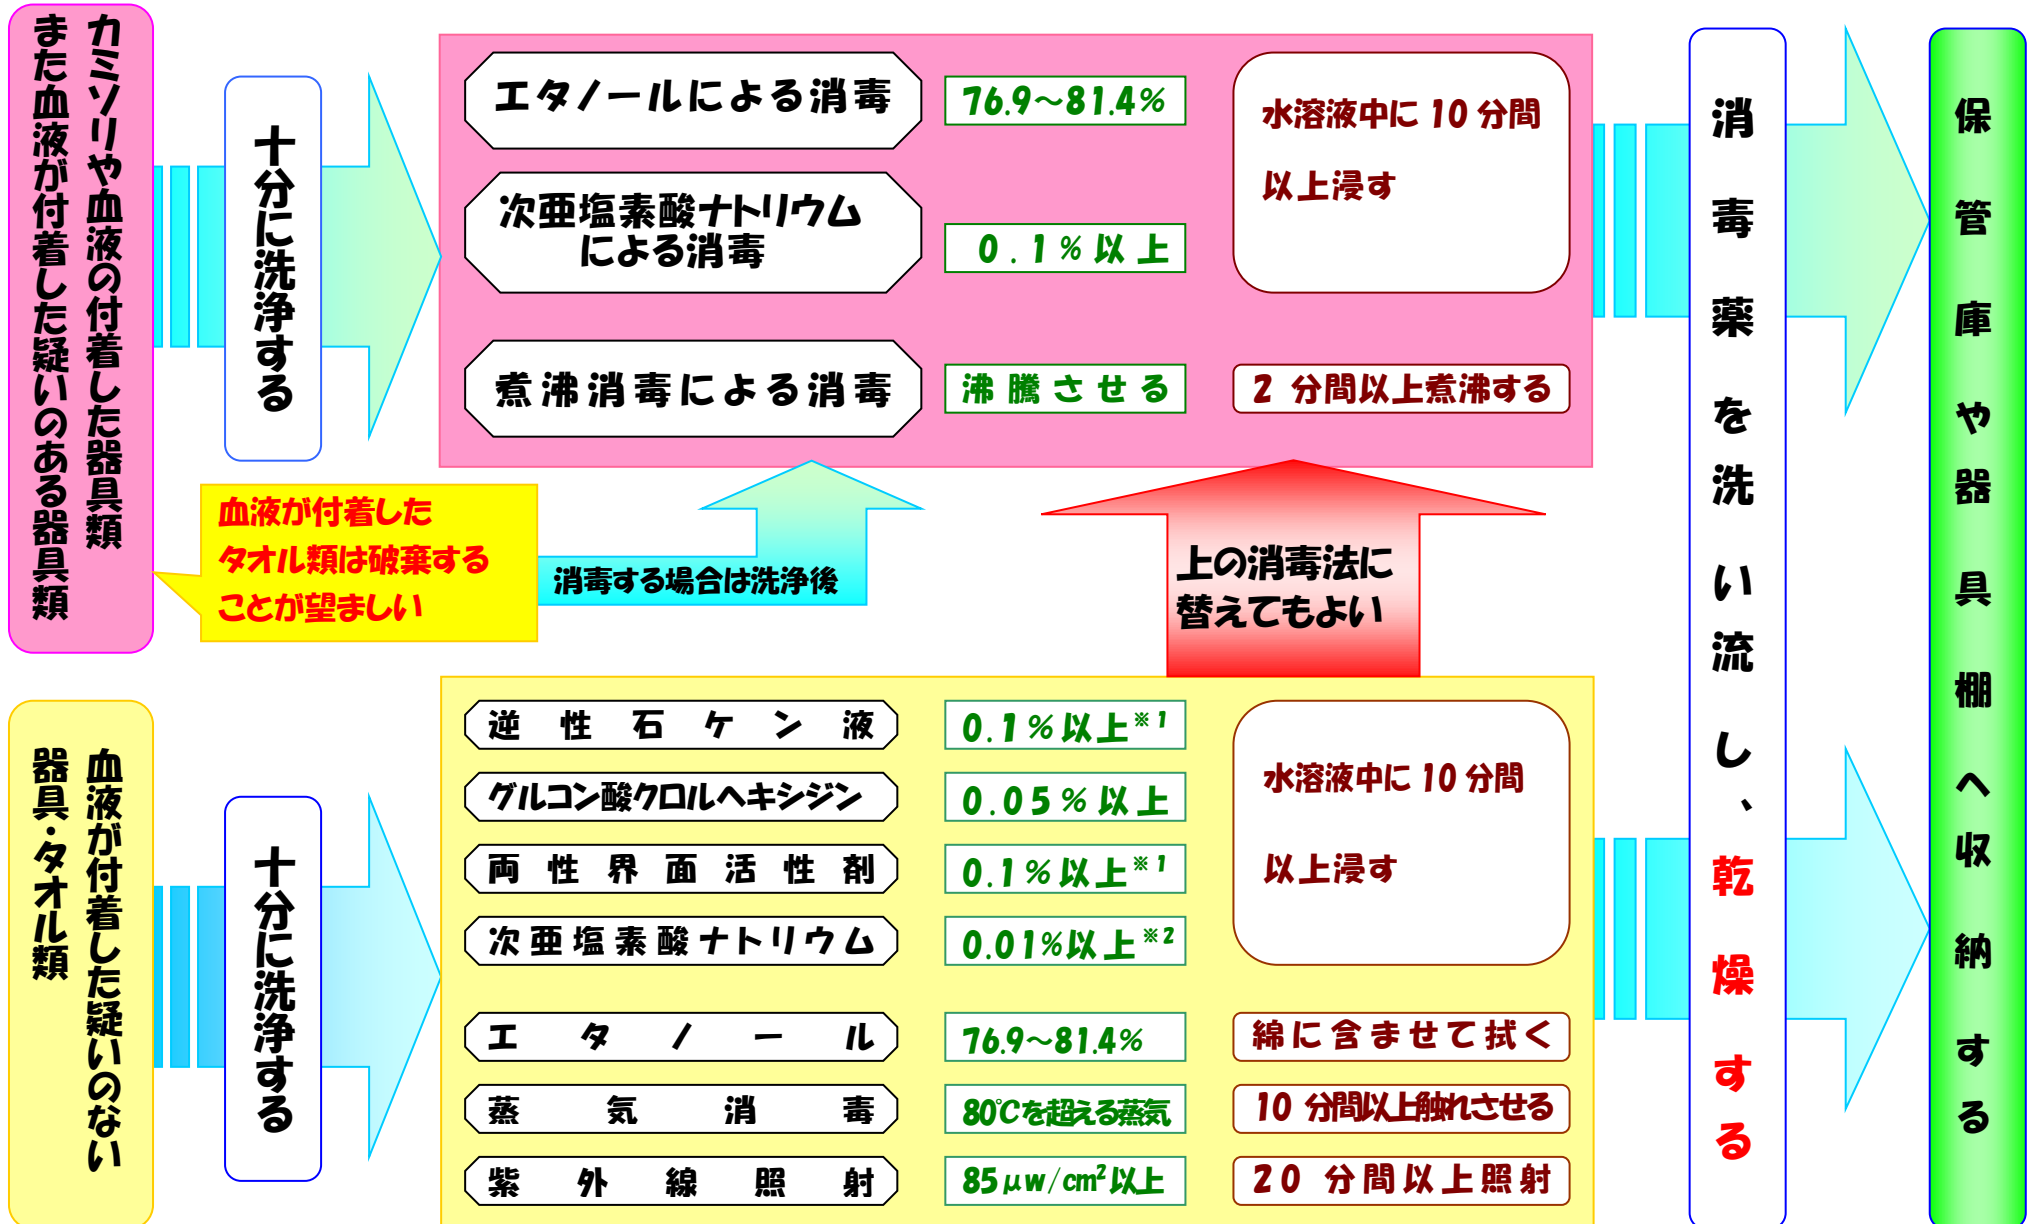 カミソリや血液の付着した器具類
また血液が付着した疑いのある器具類
十分に洗浄する
エタノールによる消毒
76.9～81.4%
水溶液中に 10 分間
以上浸す
次亜塩素酸ナトリウム
による消毒
0.1%以上
煮沸消毒による消毒
沸騰させる
2 分間以上煮沸する
血液が付着した
タオル類は破棄する
ことが望ましい
消毒する場合は洗浄後
上の消毒法に
替えてもよい
血液が付着した疑いのない
器具・タオル類
十分に洗浄する
逆性石ケン液
0.1%以上※1
水溶液中に 10 分間
以上浸す
グルコン酸クロルヘキシジン
0.05%以上
両性界面活性剤
0.1%以上※1
次亜塩素酸ナトリウム
0.01%以上※2
エタノール
76.9～81.4%
綿に含ませて拭く
蒸気消毒
80℃を超える蒸気
10 分間以上触れさせる
紫外線照射
85μw/cm²以上
20 分間以上照射
消毒薬を洗い流し、乾燥する
保管庫や器具棚へ収納する